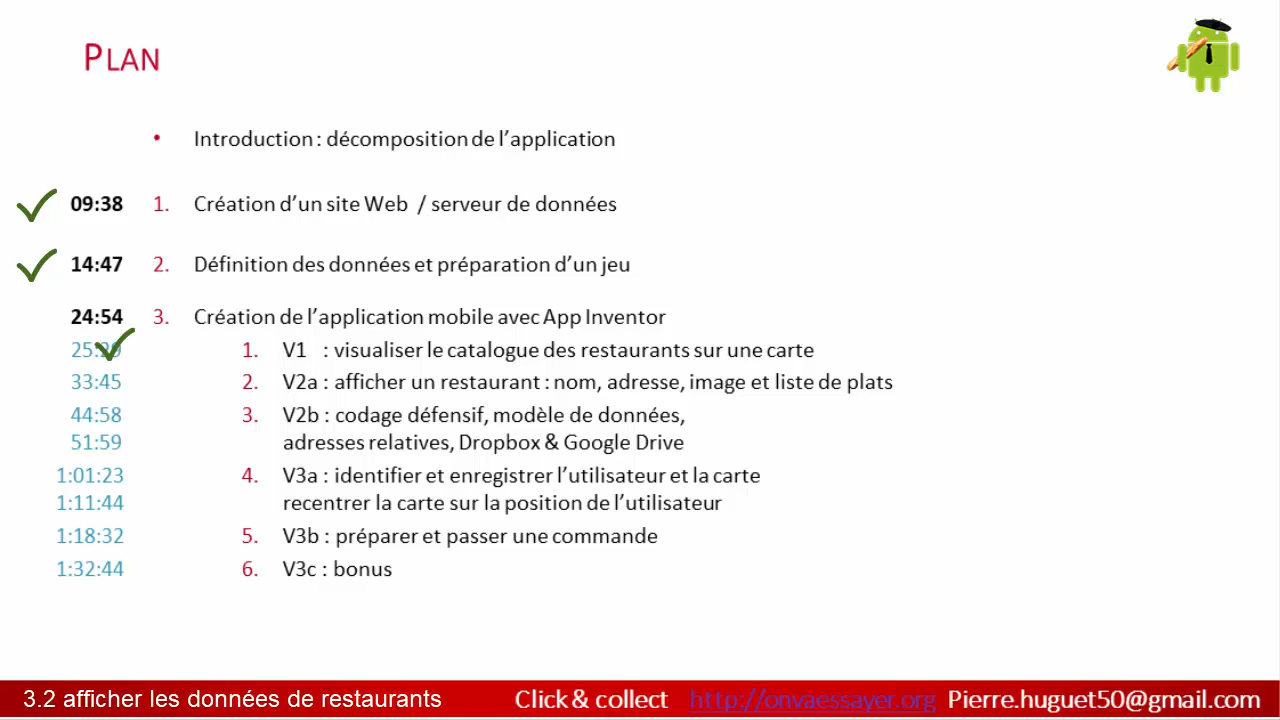 PLAN
• Introduction : décomposition de l'application
09:38 1. Création d'un site Web / serveur de données
14:47 2. Définition des données et préparation d'un jeu
24:54 3. Création de l'application mobile avec App Inventor
25:29 1. V1 : visualiser le catalogue des restaurants sur une carte
33:45 2. V2a : afficher un restaurant : nom, adresse, image et liste de plats
44:58 3. V2b : codage défensif, modèle de données,
51:59 adresses relatives, Dropbox & Google Drive
1:01:23 4. V3a : identifier et enregistrer l'utilisateur et la carte
1:11:44 recentrer la carte sur la position de l'utilisateur
1:18:32 5. V3b : préparer et passer une commande
1:32:44 6. V3c : bonus
3.2 afficher les données de restaurants Click & collect http://onvaessayer.org Pierre.huguet50@gmail.com